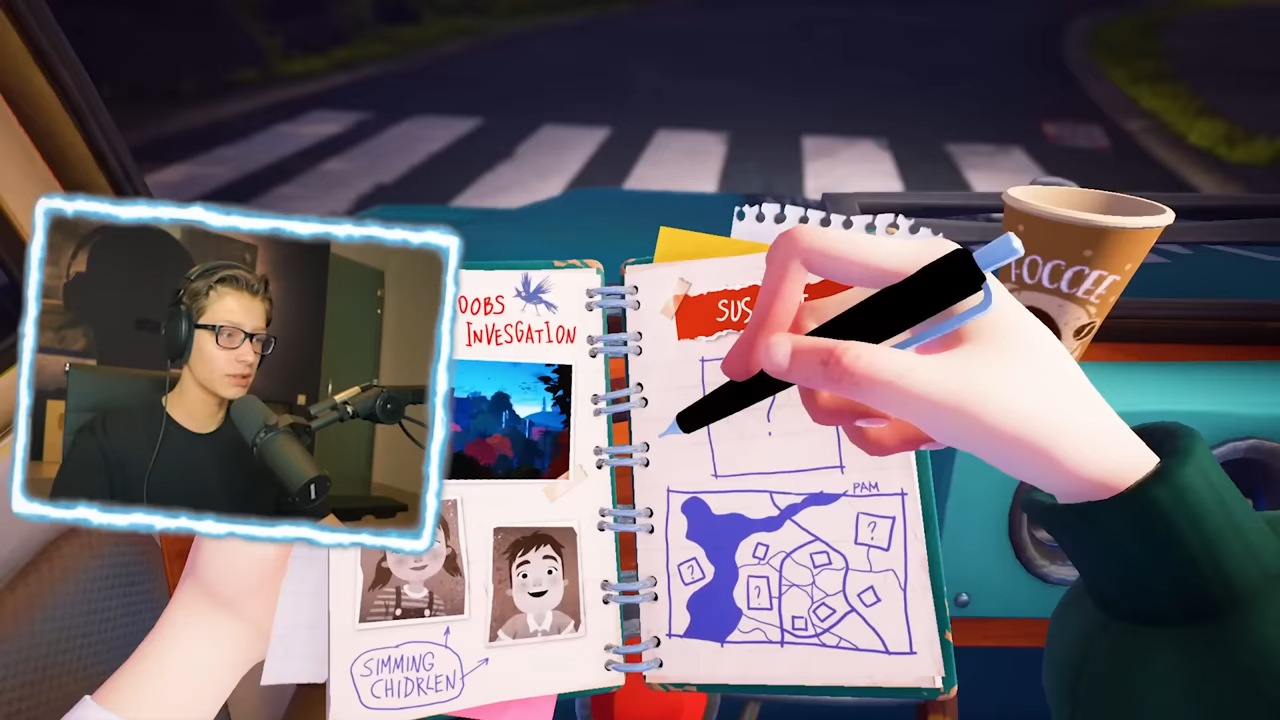 OOBS
INVESGATION
SUS
?
PAM
?
?
?
SIMMING
CHIDRLEN
FOCCEE